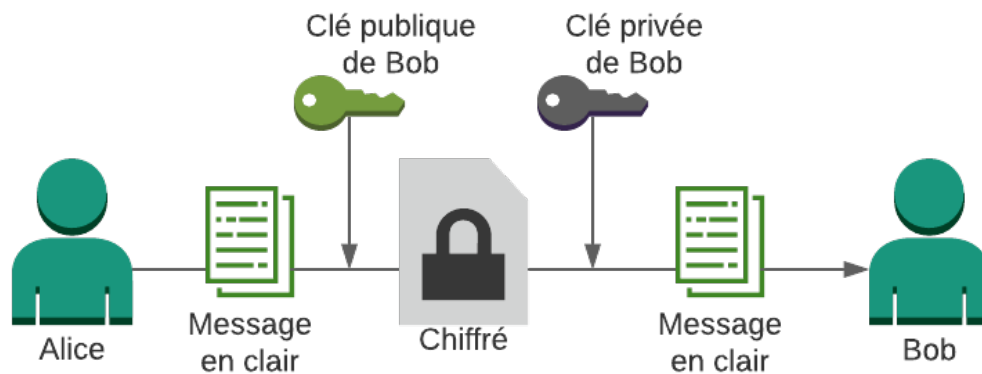 Clé publique
de Bob
Clé privée
de Bob
Alice
Message
en clair
Chiffré
Message
en clair
Bob